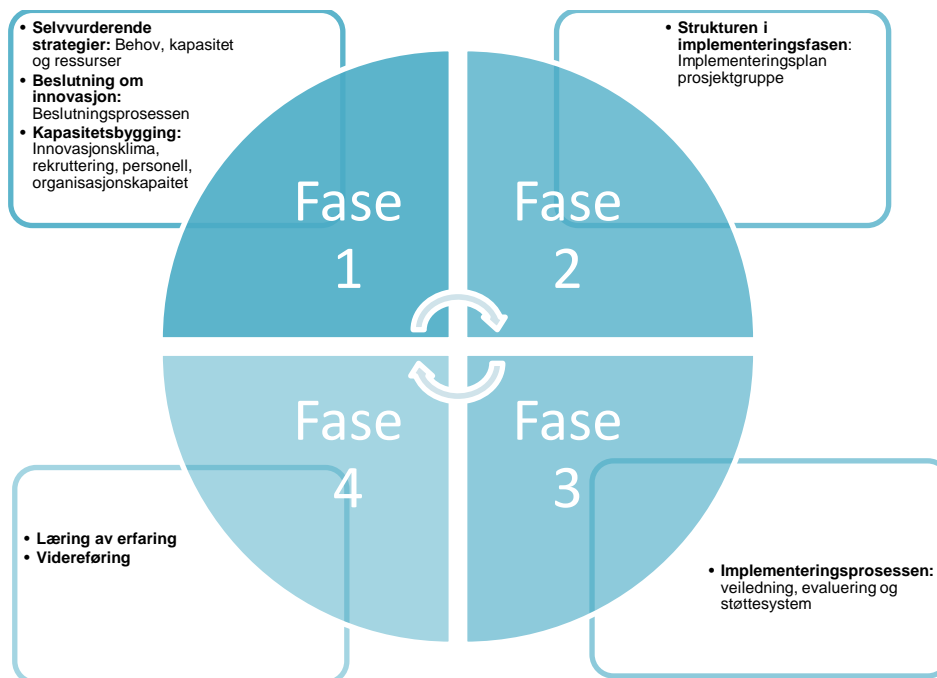 • Selvvurderende
strategier: Behov, kapasitet
og ressurser
• Beslutning om
innovasjon:
Beslutningsprosessen
• Kapasitetsbygging:
Innovasjonsklima,
rekruttering, personell,
organisasjonskapaitet
• Strukturen i
implementeringsfasen:
Implementeringsplan
prosjektgruppe
Fase
1
Fase
2
Fase
4
Fase
3
• Læring av erfaring
• Videreføring
• Implementeringsprosessen:
veiledning, evaluering og
støttesystem